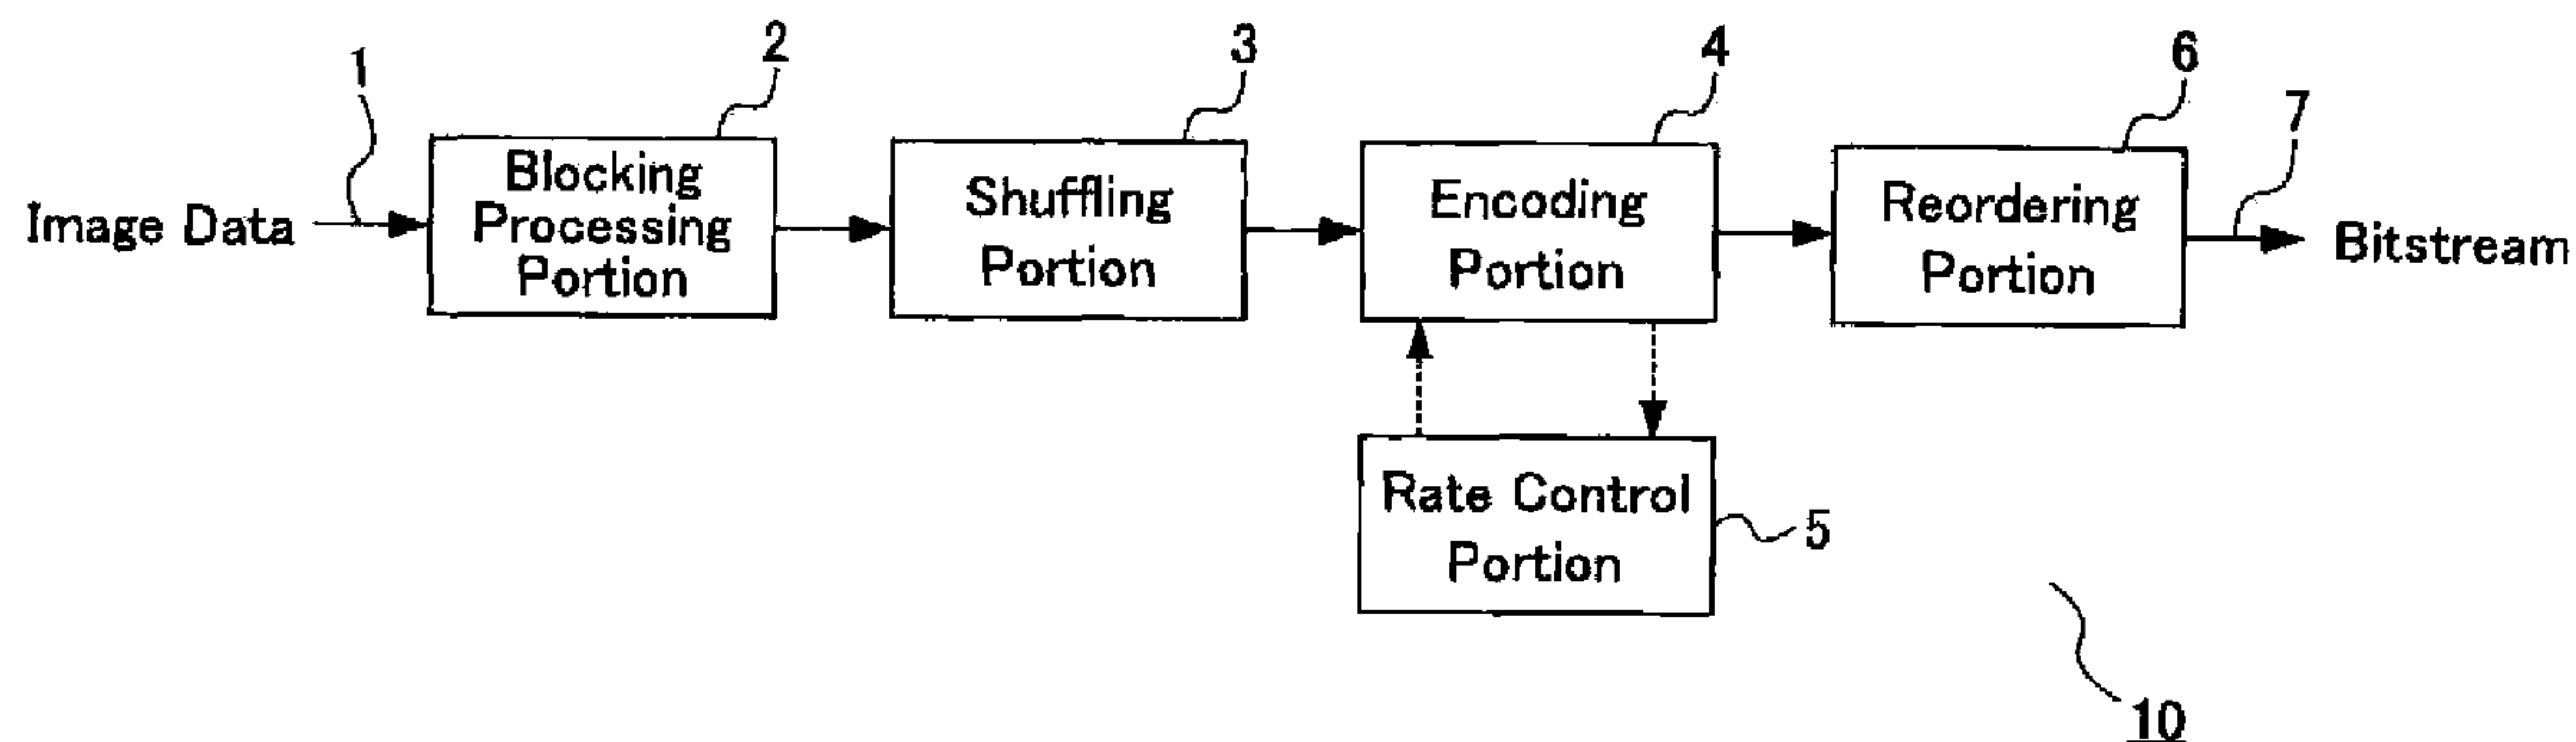 1
2
3
4
6
7
Image Data
Blocking
Processing
Portion
Shuffling
Portion
Encoding
Portion
Reordering
Portion
Bitstream
Rate Control
Portion
5
10